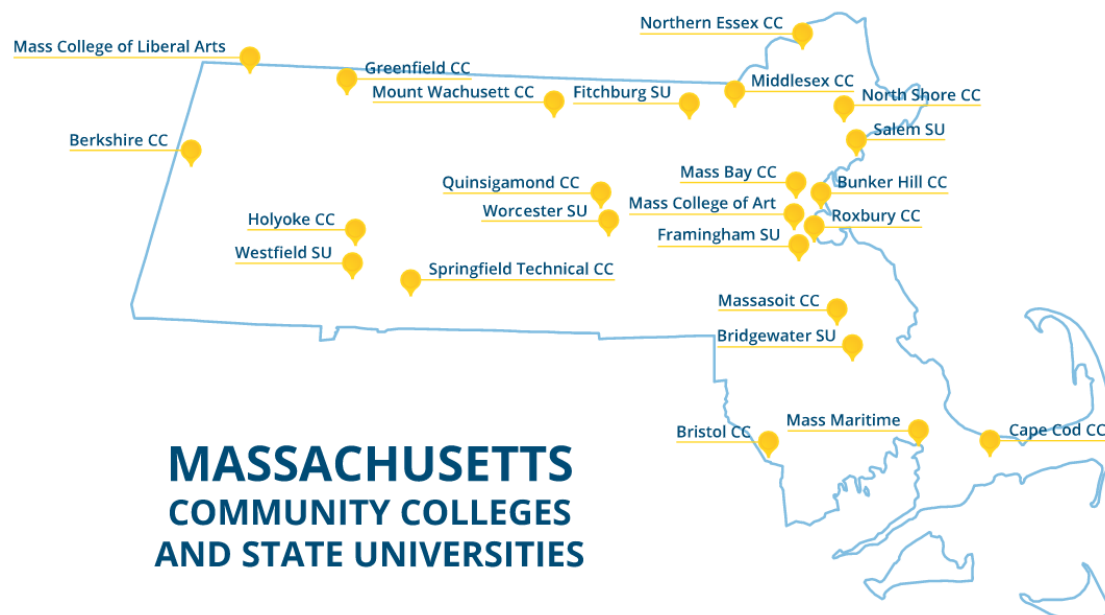 Northern Essex CC
Mass College of Liberal Arts
Greenfield CC
Middlesex CC
Mount Wachusett CC
Fitchburg SU
North Shore CC
Salem SU
Berkshire CC
Mass Bay CC
Quinsigamond CC
Bunker Hill CC
Mass College of Art
Worcester SU
Roxbury CC
Holyoke CC
Framingham SU
Westfield SU
Springfield Technical CC
Massasoit CC
Bridgewater SU
Mass Maritime
Bristol CC
Cape Cod CC
MASSACHUSETTS
COMMUNITY COLLEGES
AND STATE UNIVERSITIES